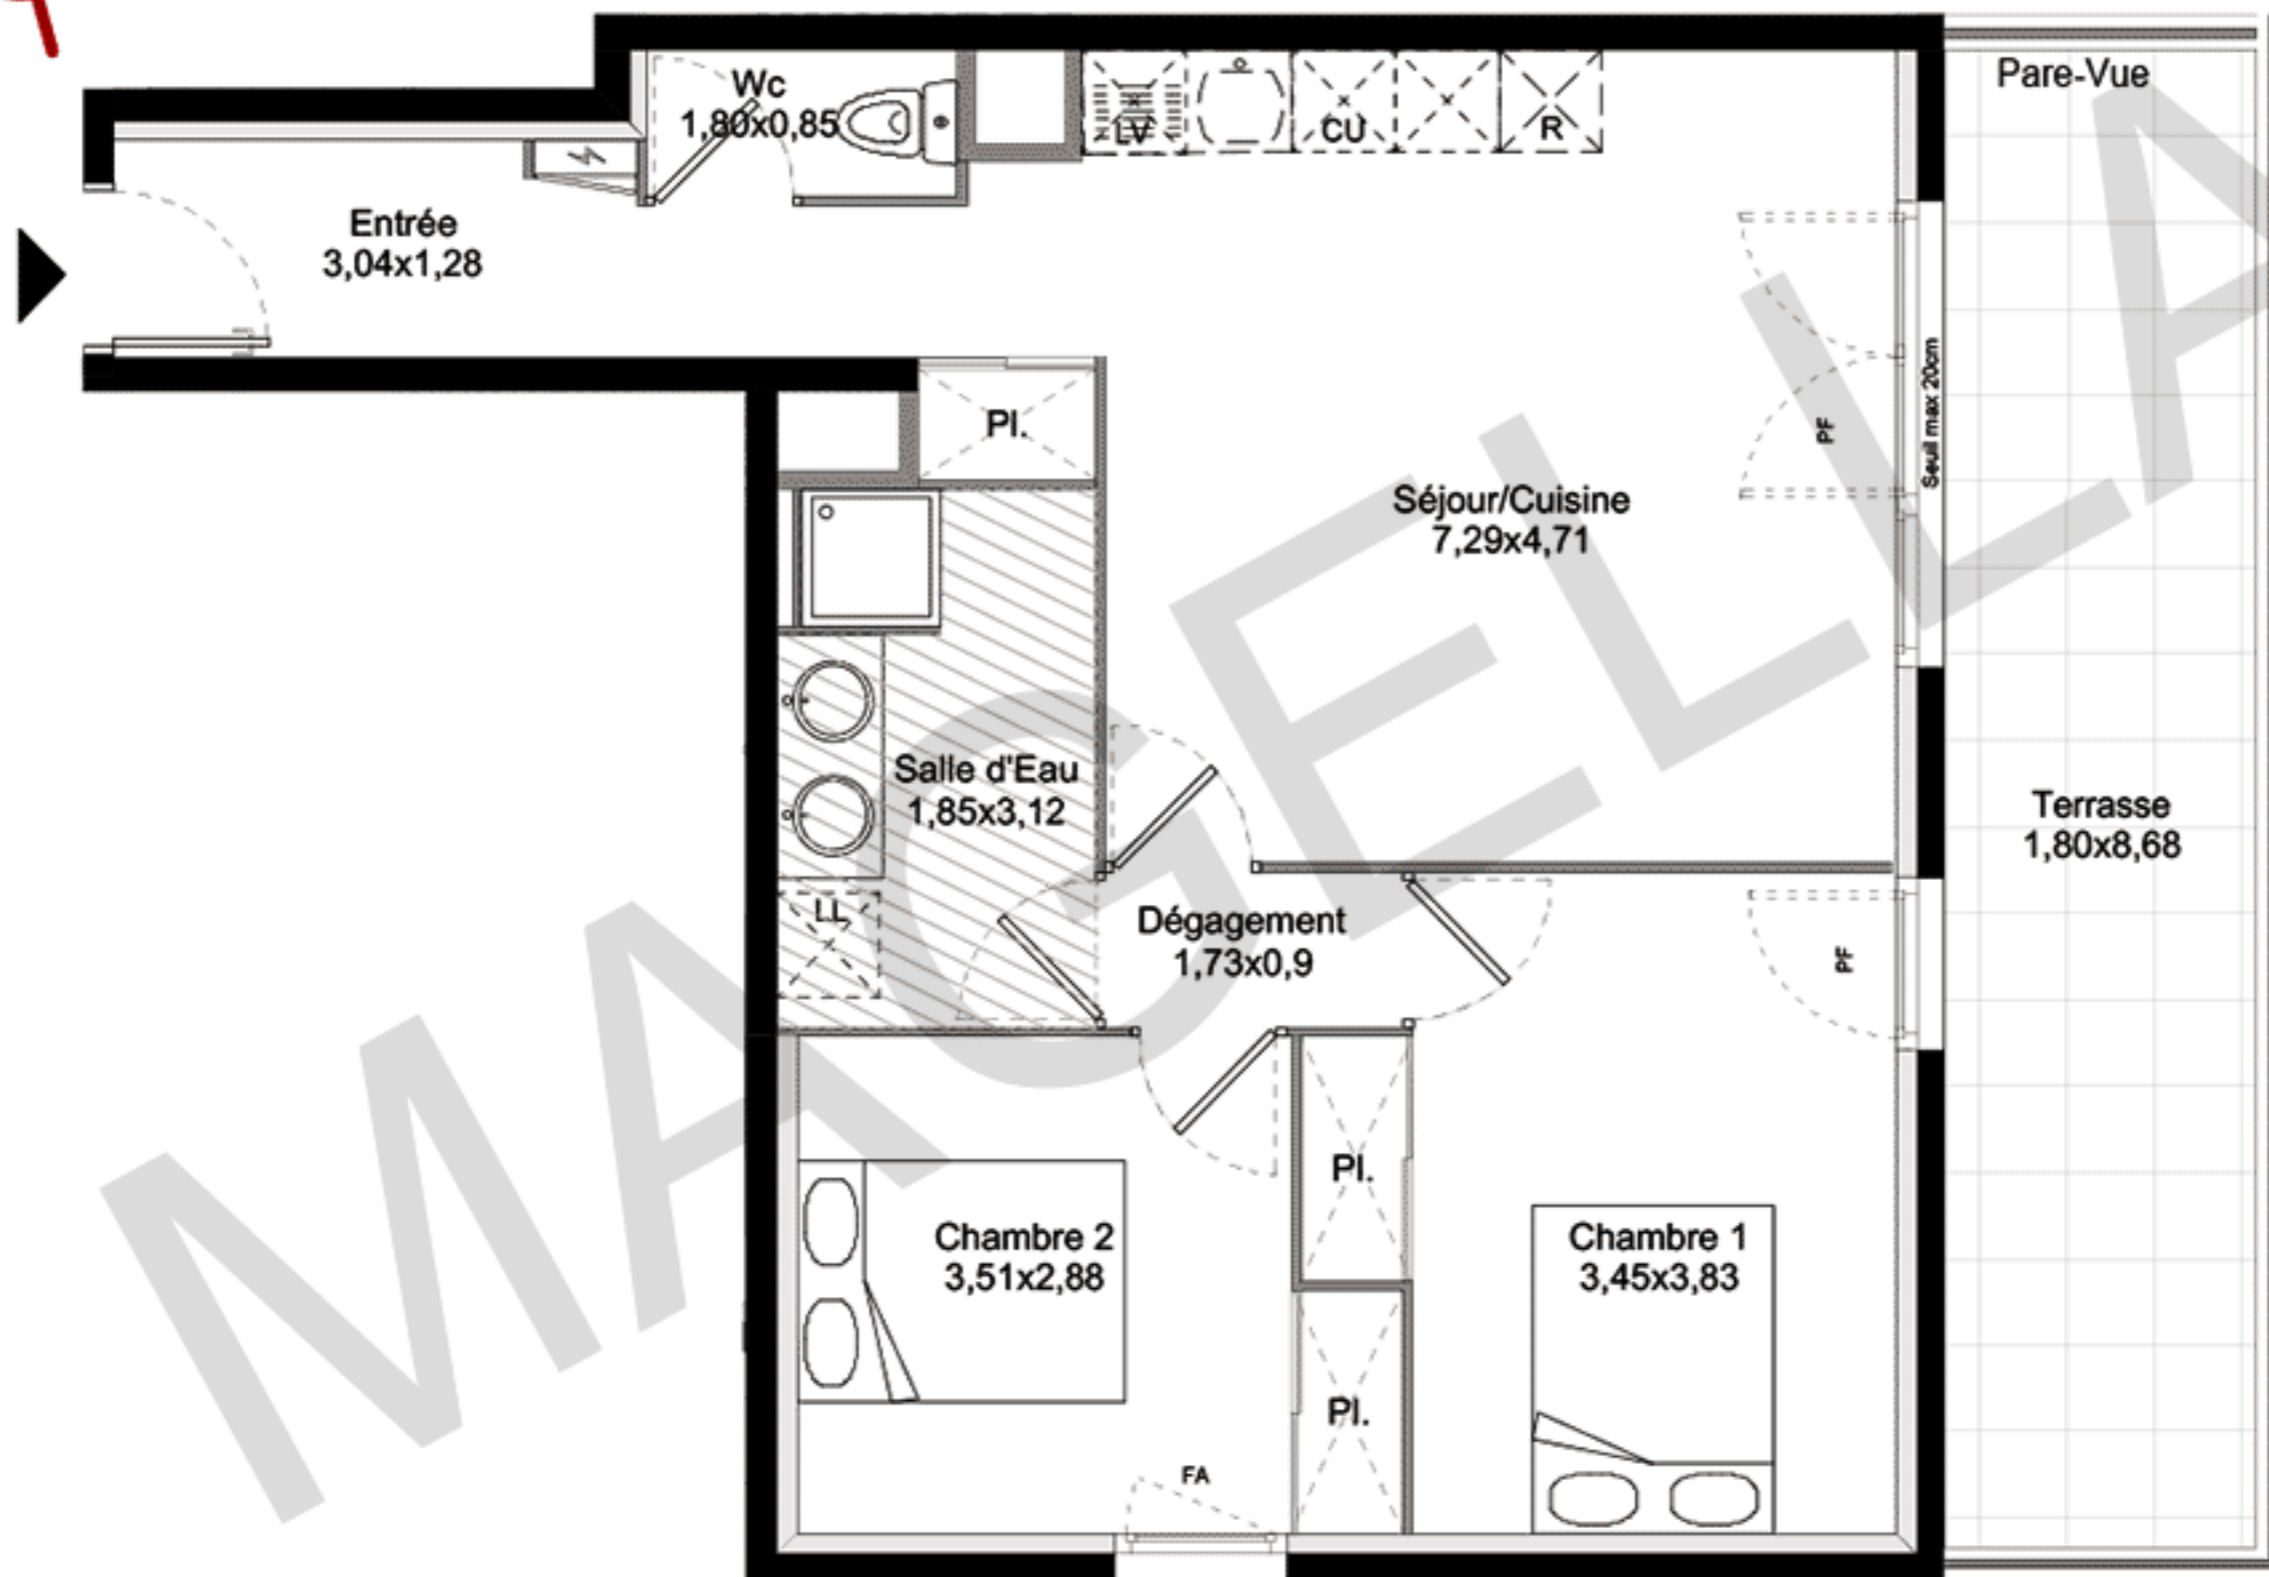 Pare-Vue
Wc
1,80x0,85
LV
CU
R
Entrée
3,04x1,28
Pl.
PF
Seuil max 20cm
Séjour/Cuisine
7,29x4,71
Salle d'Eau
1,85x3,12
Terrasse
1,80x8,68
LL
Dégagement
1,73x0,9
PF
Pl.
Chambre 2
3,51x2,88
Chambre 1
3,45x3,83
Pl.
FA
MAGELLA